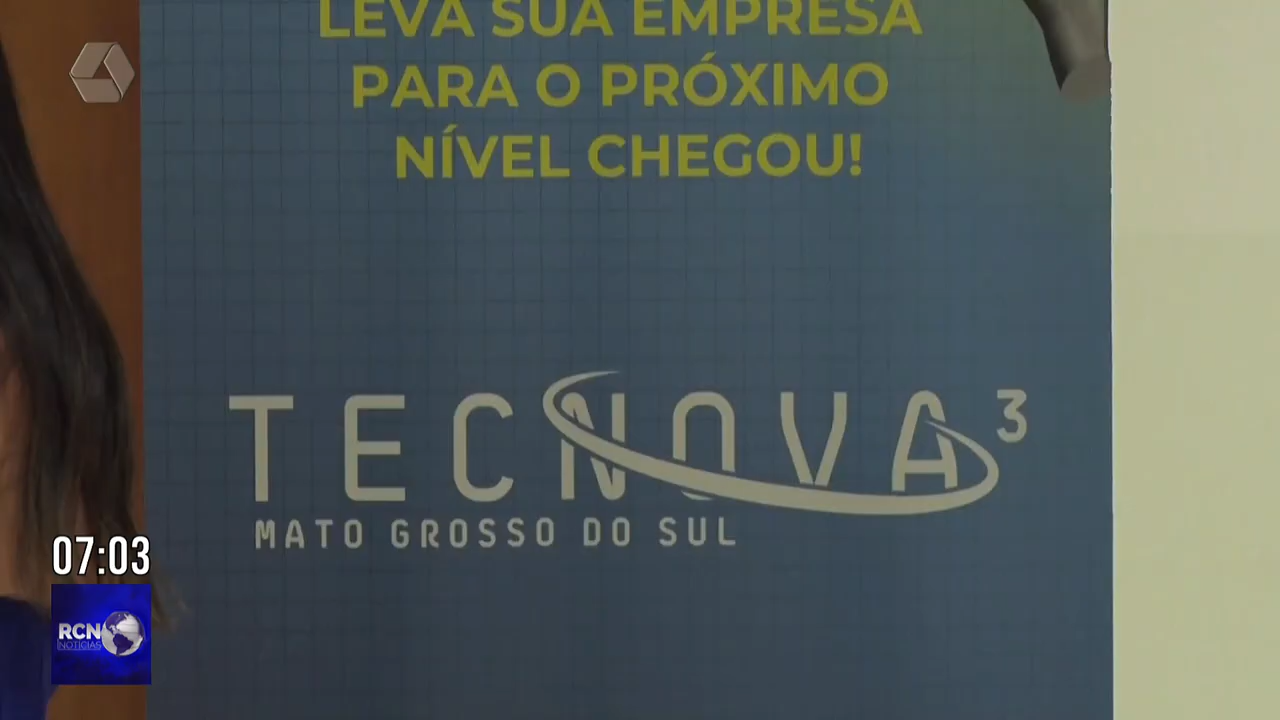 LEVA SUA EMPRESA
PARA O PRÓXIMO
NÍVEL CHEGOU!
TECNOVA³
MATO GROSSO DO SUL
07:03
RCN
NOTÍCIAS